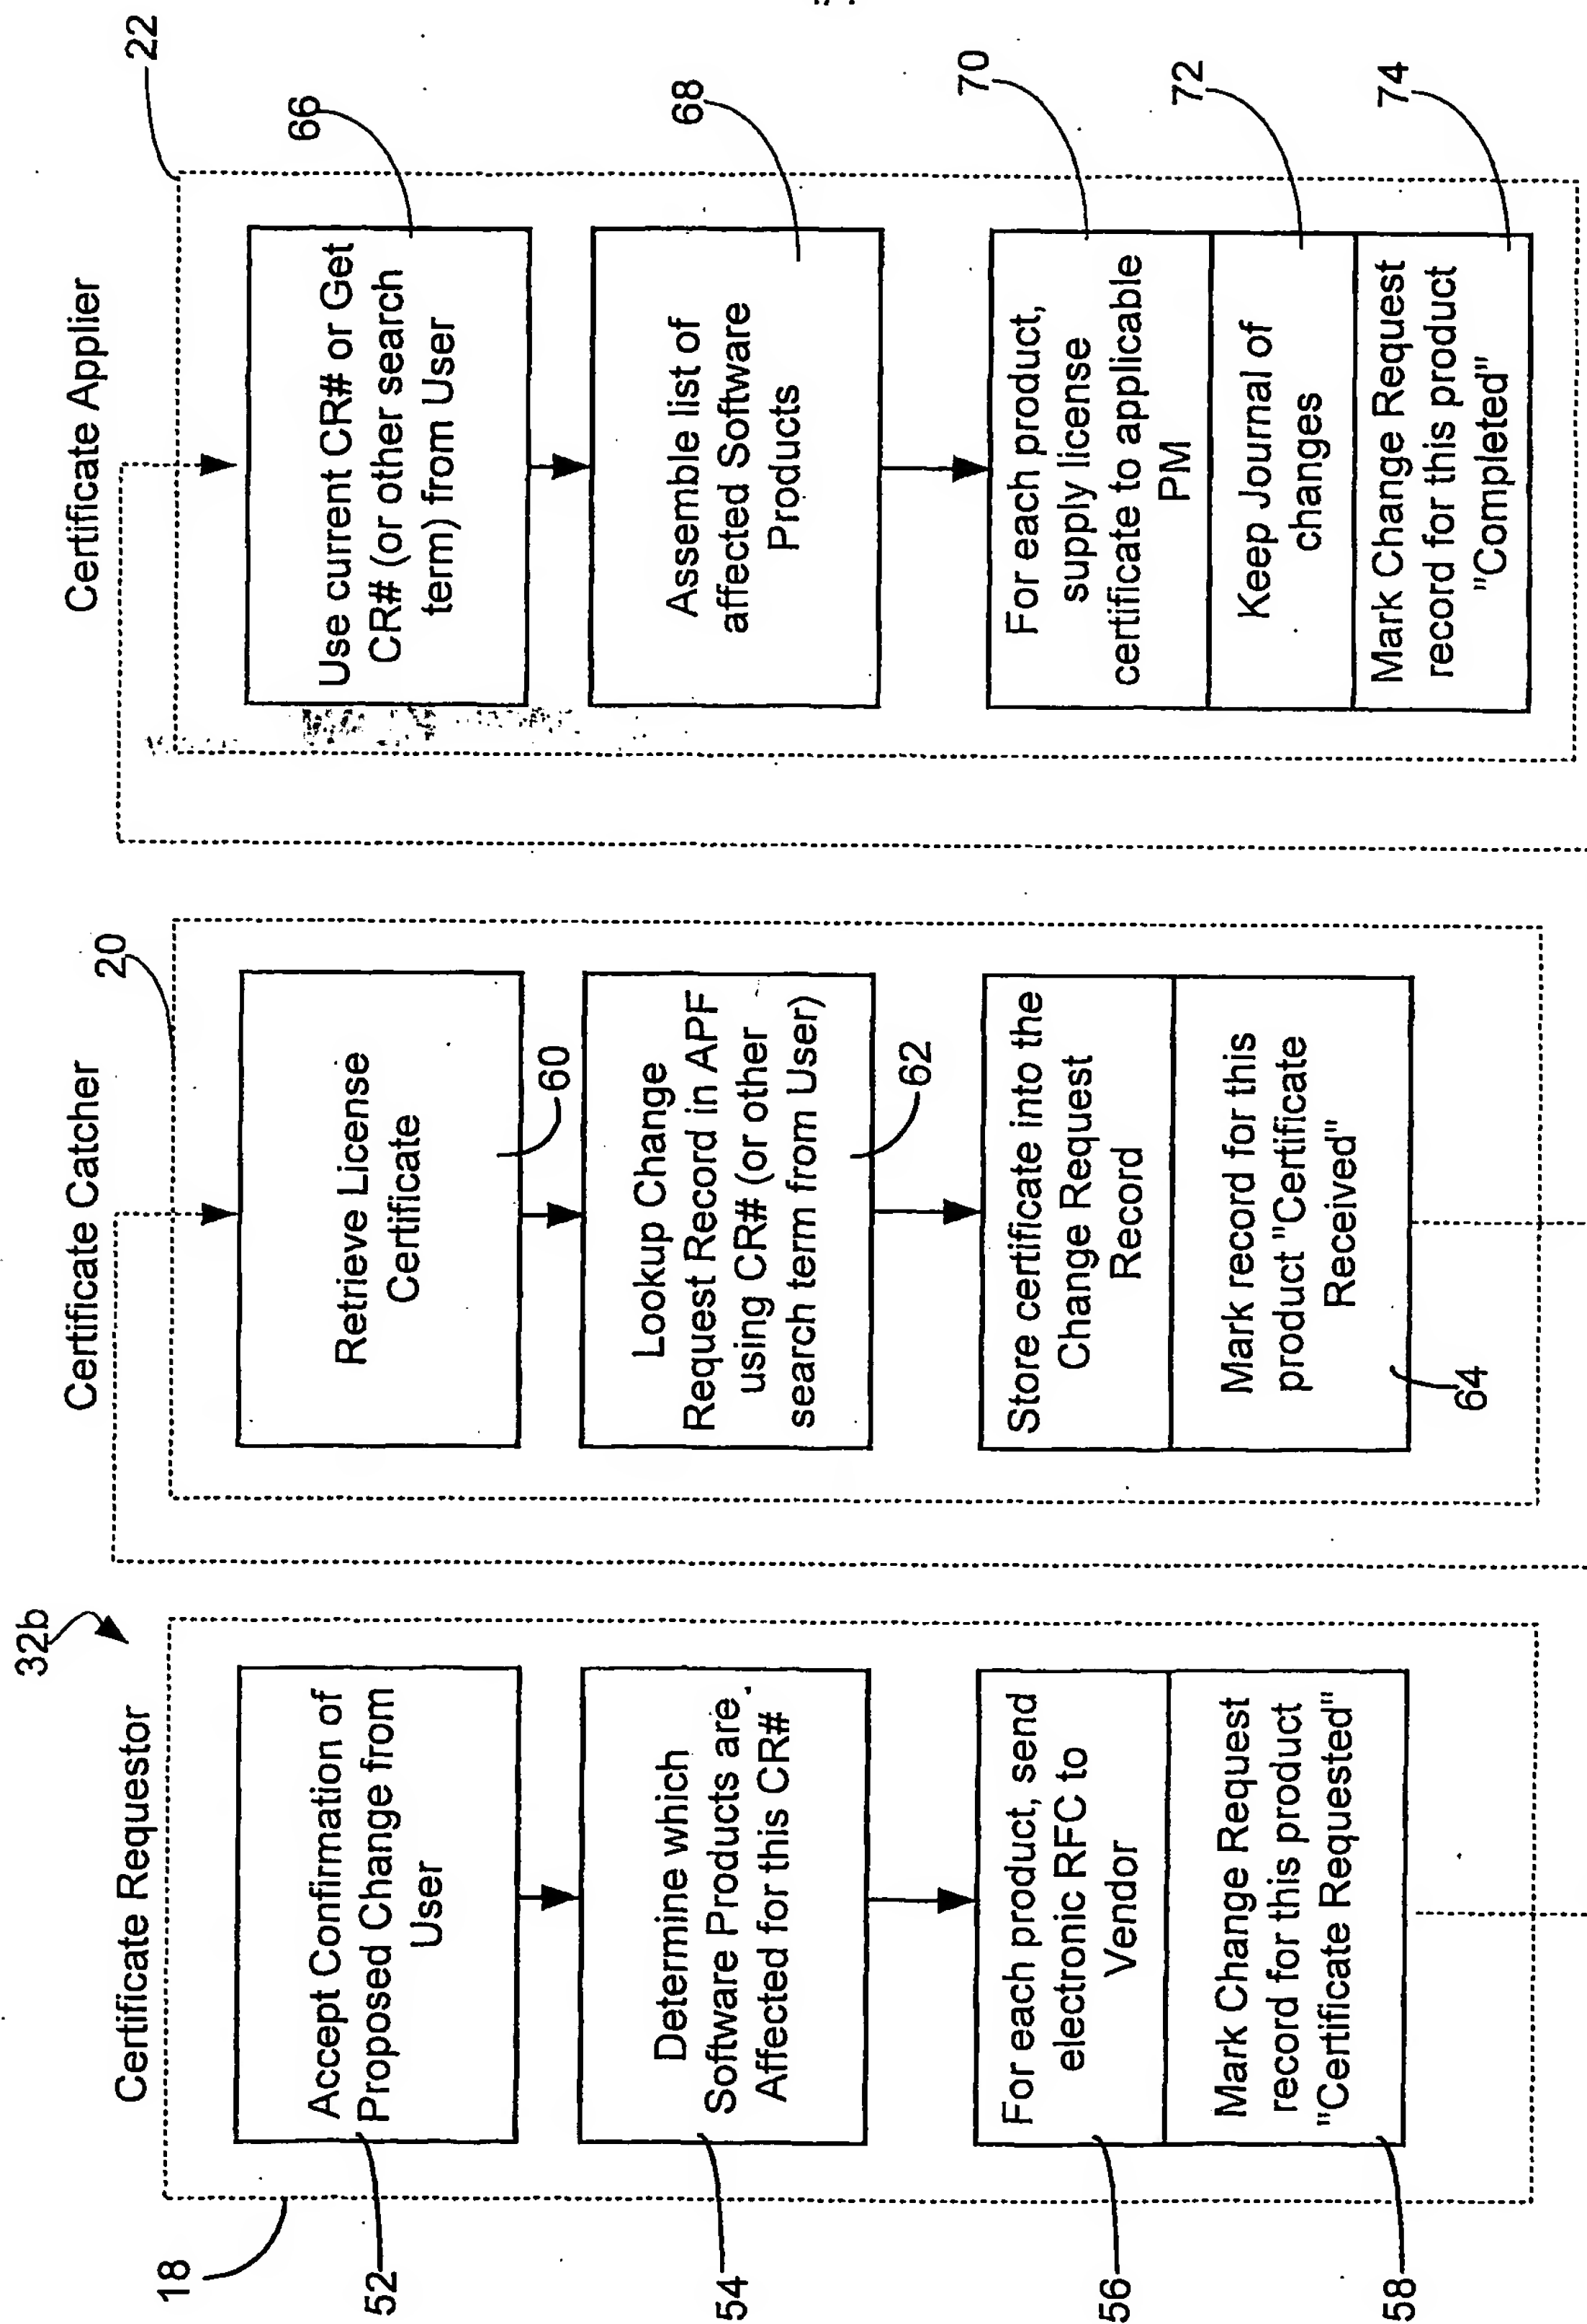 32b
Certificate Requestor
18
Accept Confirmation of
Proposed Change from
User
52
Determine which
Software Products are
Affected for this CR#
54
For each product, send
electronic RFC to
Vendor
56
Mark Change Request
record for this product
"Certificate Requested"
58
Certificate Catcher
20
Retrieve License
Certificate
60
Lookup Change
Request Record in APF
using CR# (or other
search term from User)
62
Store certificate into the
Change Request
Record
Mark record for this
product "Certificate
Received"
64
Certificate Applier
22
Use current CR# or Get
CR# (or other search
term) from User
66
Assemble list of
affected Software
Products
68
For each product,
supply license
certificate to applicable
PM
70
Keep Journal of
changes
72
Mark Change Request
record for this product
"Completed"
74